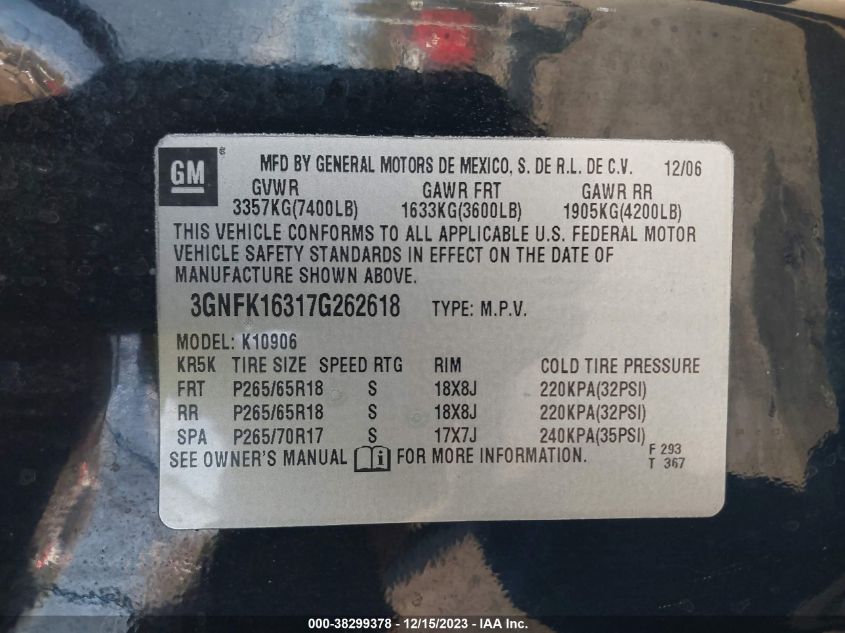 GM ® MFD BY GENERAL MOTORS DE MEXICO, S. DE R.L. DE C.V. 12/06
GVWR GAWR FRT GAWR RR
3357KG(7400LB) 1633KG(3600LB) 1905KG(4200LB)
THIS VEHICLE CONFORMS TO ALL APPLICABLE U.S. FEDERAL MOTOR
VEHICLE SAFETY STANDARDS IN EFFECT ON THE DATE OF
MANUFACTURE SHOWN ABOVE.
3GNFK16317G262618 TYPE: M.P.V.
MODEL: K10906
KR5K TIRE SIZE SPEED RTG RIM COLD TIRE PRESSURE
FRT P265/65R18 S 18X8J 220KPA(32PSI)
RR P265/65R18 S 18X8J 220KPA(32PSI)
SPA P265/70R17 S 17X7J 240KPA(35PSI)
SEE OWNER'S MANUAL i FOR MORE INFORMATION. F 293
T 367
000-38299378 - 12/15/2023 - IAA Inc.